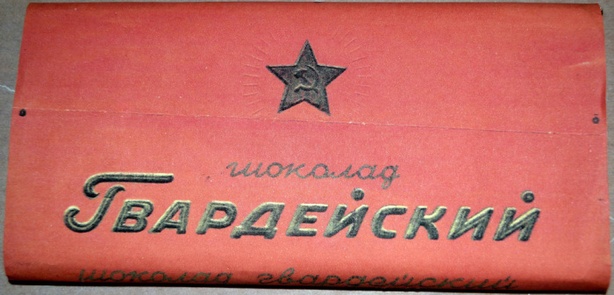 шоколад
Гвардейский
шоколад гвардейский